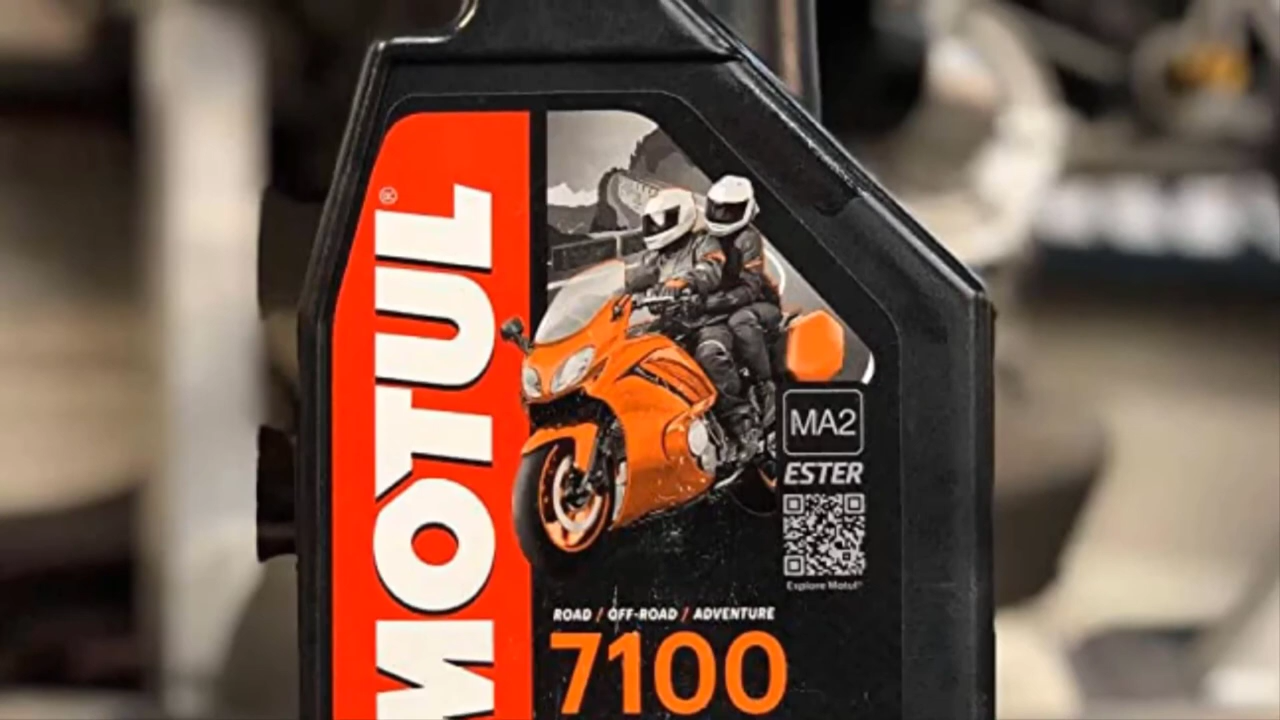 MOTUL®
MA2
ESTER
Explore Motul®
ROAD / OFF-ROAD / ADVENTURE
7100